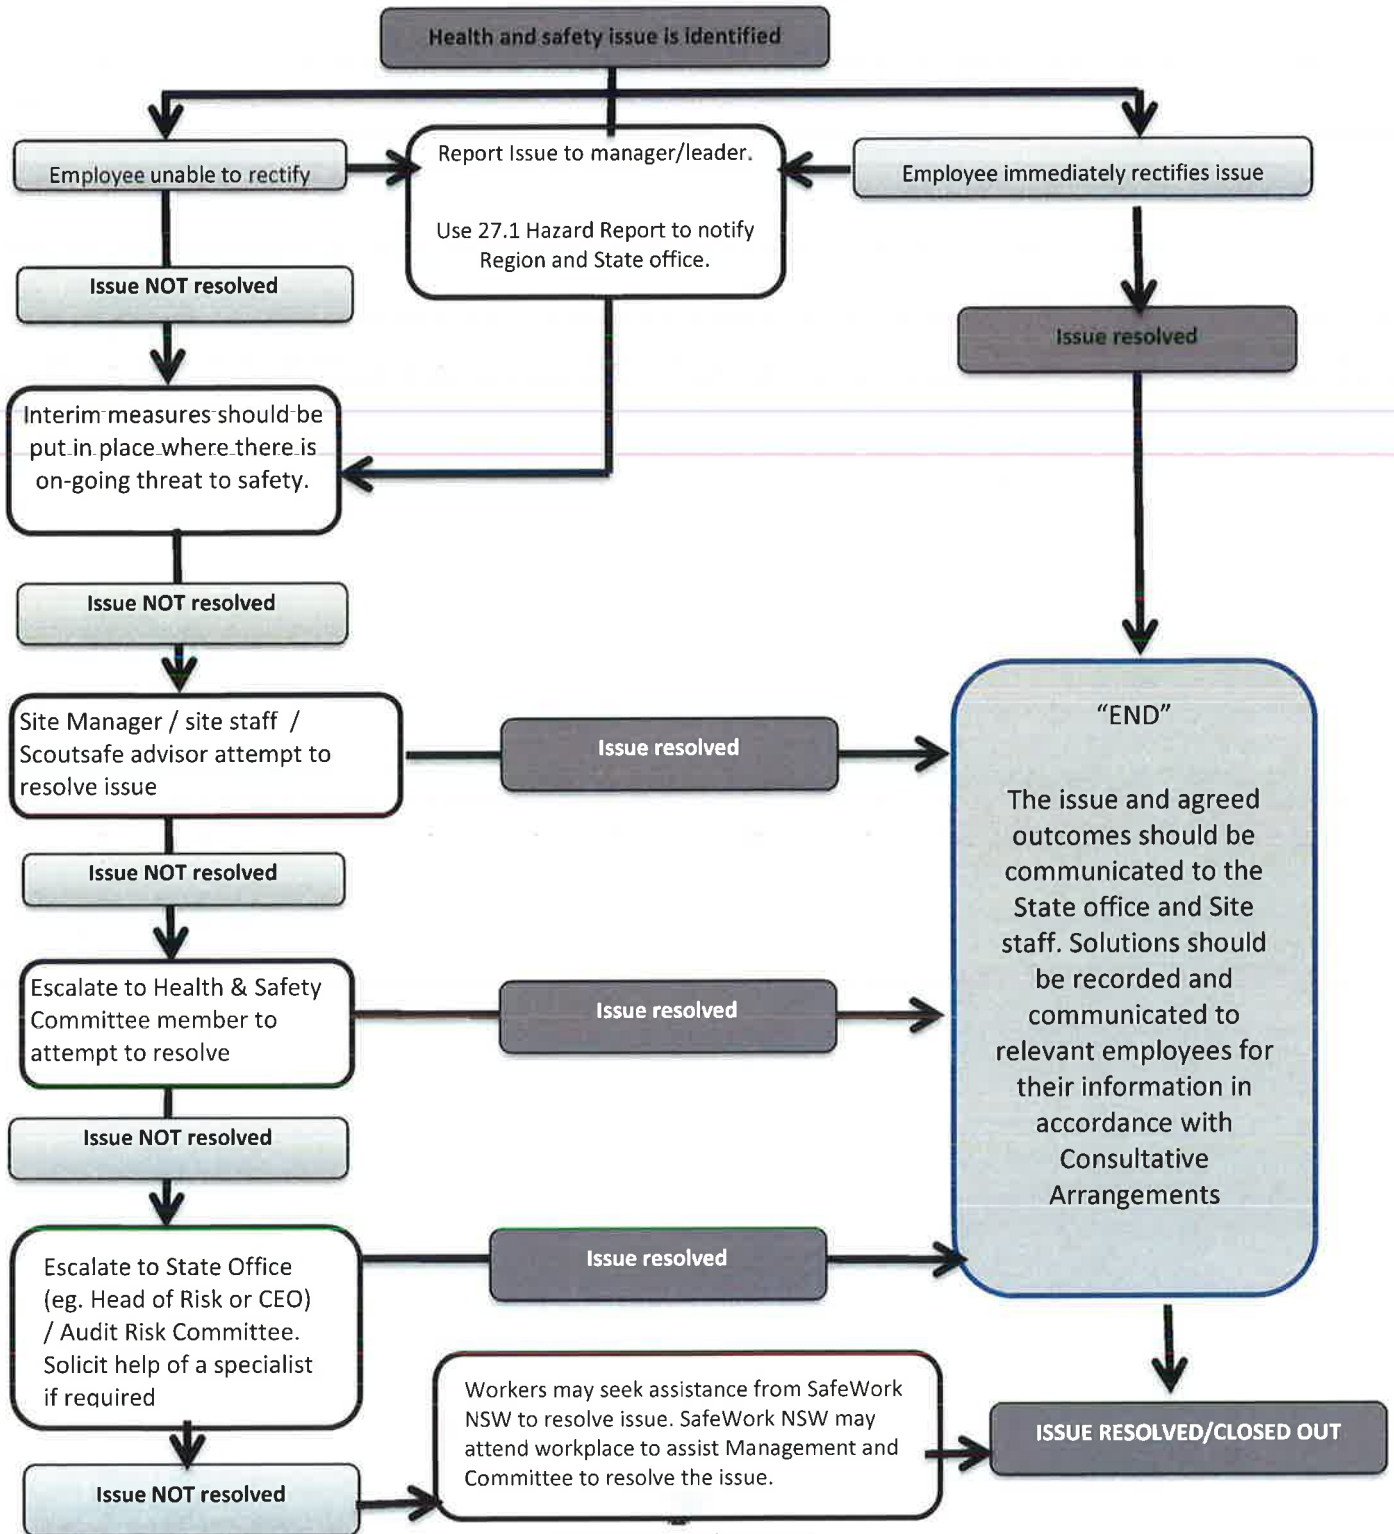 Health and safety issue is identified
Employee unable to rectify
Report Issue to manager/leader.
Use 27.1 Hazard Report to notify
Region and State office.
Employee immediately rectifies issue
Issue NOT resolved
Issue resolved
Interim measures should be
put in place where there is
on-going threat to safety.
Issue NOT resolved
Site Manager / site staff /
Scoutsafe advisor attempt to
resolve issue
Issue resolved
Issue NOT resolved
Escalate to Health & Safety
Committee member to
attempt to resolve
Issue resolved
Issue NOT resolved
Escalate to State Office
(eg. Head of Risk or CEO)
/ Audit Risk Committee.
Solicit help of a specialist
if required
Issue resolved
Issue NOT resolved
Workers may seek assistance from SafeWork
NSW to resolve issue. SafeWork NSW may
attend workplace to assist Management and
Committee to resolve the issue.
“END”
The issue and agreed
outcomes should be
communicated to the
State office and Site
staff. Solutions should
be recorded and
communicated to
relevant employees for
their information in
accordance with
Consultative
Arrangements
ISSUE RESOLVED/CLOSED OUT